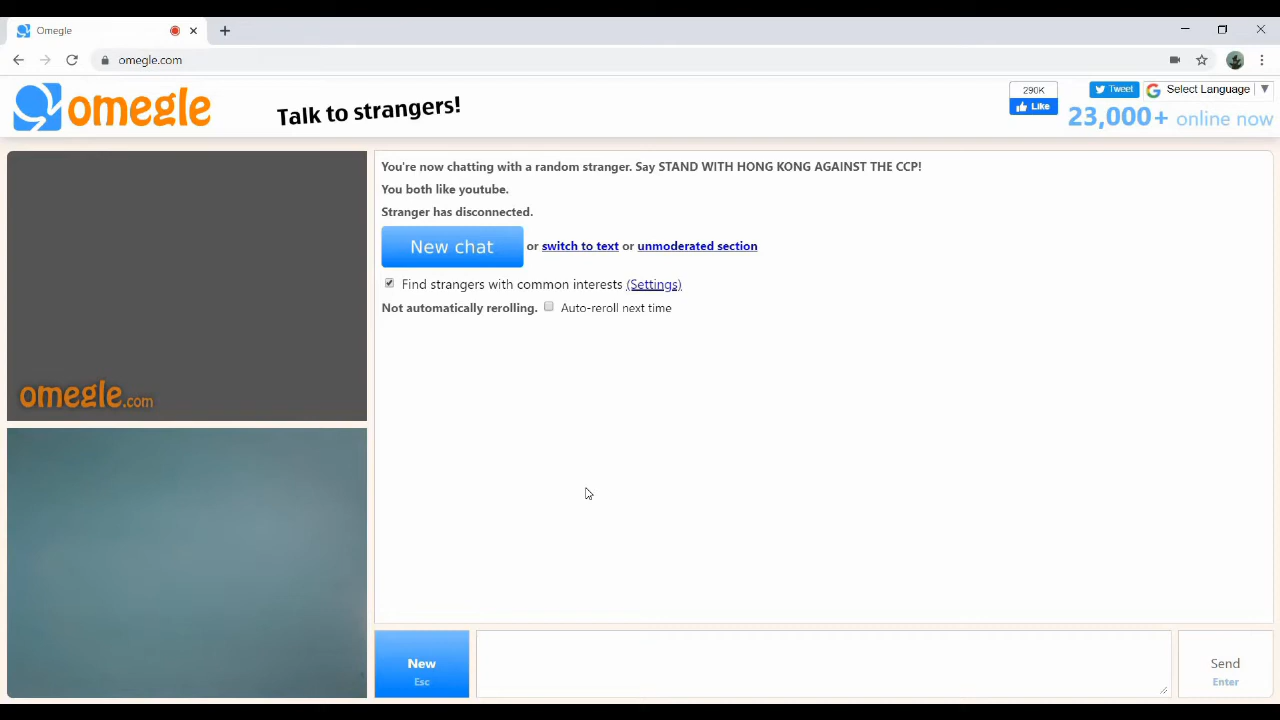 Omegle
omegle.com
omegle
Talk to strangers!
290K
Like
Tweet
Select Language
23,000+ online now
omegle.com
You're now chatting with a random stranger. Say STAND WITH HONG KONG AGAINST THE CCP!
You both like youtube.
Stranger has disconnected.
New chat or switch to text or unmoderated section
Find strangers with common interests (Settings)
Not automatically rerolling. Auto-reroll next time
New
Esc
Send
Enter